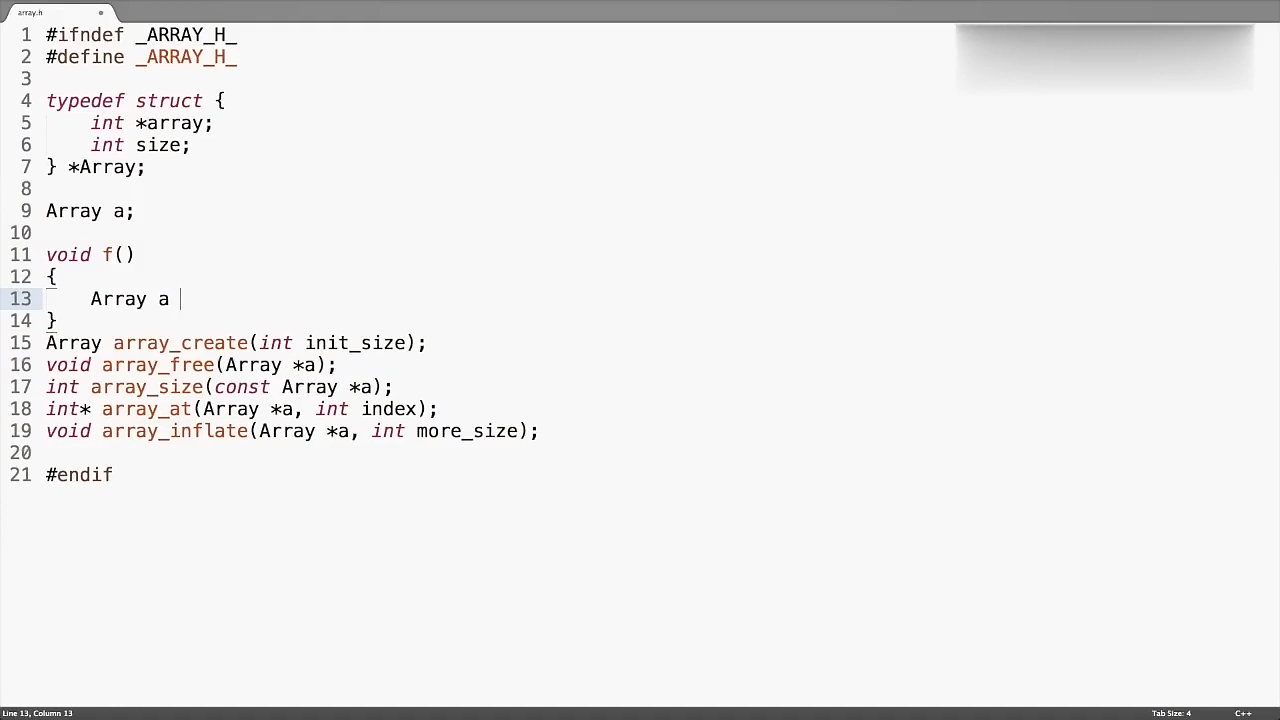 array.h
1 #ifndef _ARRAY_H_
2 #define _ARRAY_H_
3
4 typedef struct {
5     int *array;
6     int size;
7 } *Array;
8
9 Array a;
10
11 void f()
12 {
13     Array a
14 }
15 Array array_create(int init_size);
16 void array_free(Array *a);
17 int array_size(const Array *a);
18 int* array_at(Array *a, int index);
19 void array_inflate(Array *a, int more_size);
20
21 #endif
Line 13, Column 13 Tab Size: 4 C++